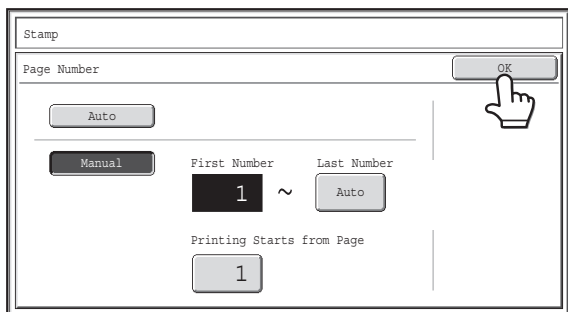 Stamp
Page Number OK
Auto
Manual First Number Last Number
1 ~ Auto
Printing Starts from Page
1